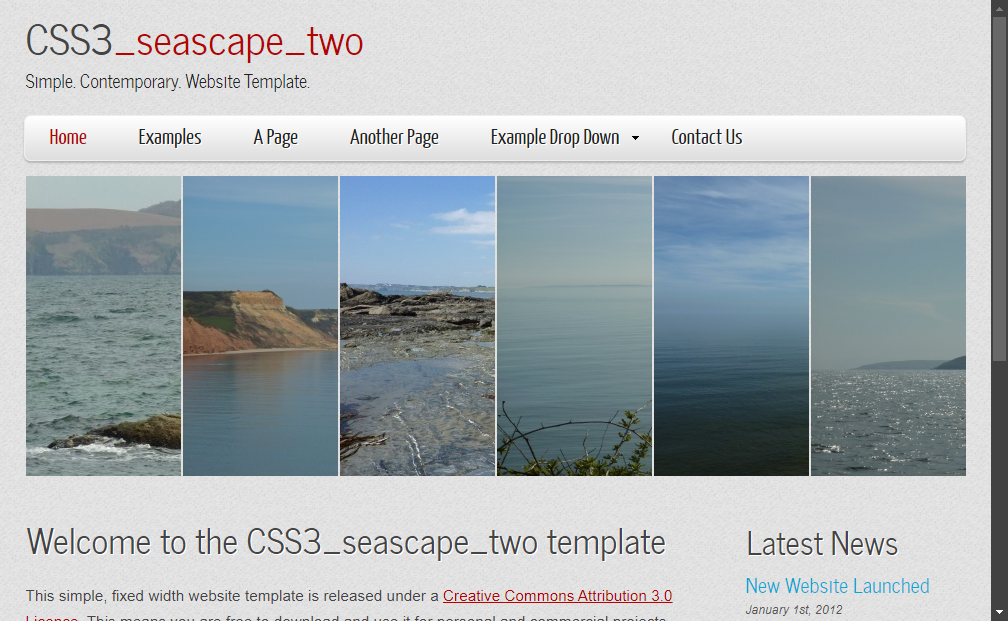 CSS3_seascape_two
Simple. Contemporary. Website Template.
Home Examples A Page Another Page Example Drop Down Contact Us
Welcome to the CSS3_seascape_two template
This simple, fixed width website template is released under a Creative Commons Attribution 3.0
Licence. This means you are free to download and use it for personal and commercial projects.
Latest News
New Website Launched
January 1st, 2012